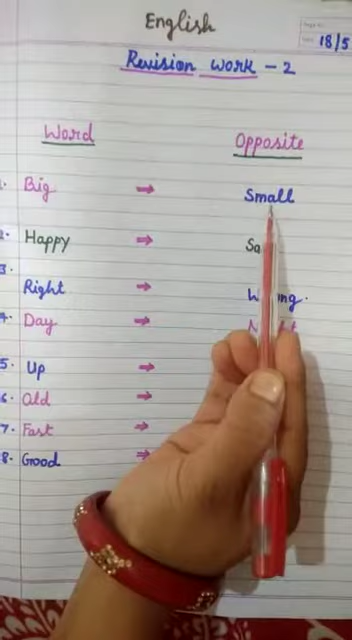 English
18/5
Revision work - 2
Word Opposite
1. Big → Small
2. Happy →
3. Right →
4. Day →
5. Up →
6. Old →
7. Fast →
8. Good →